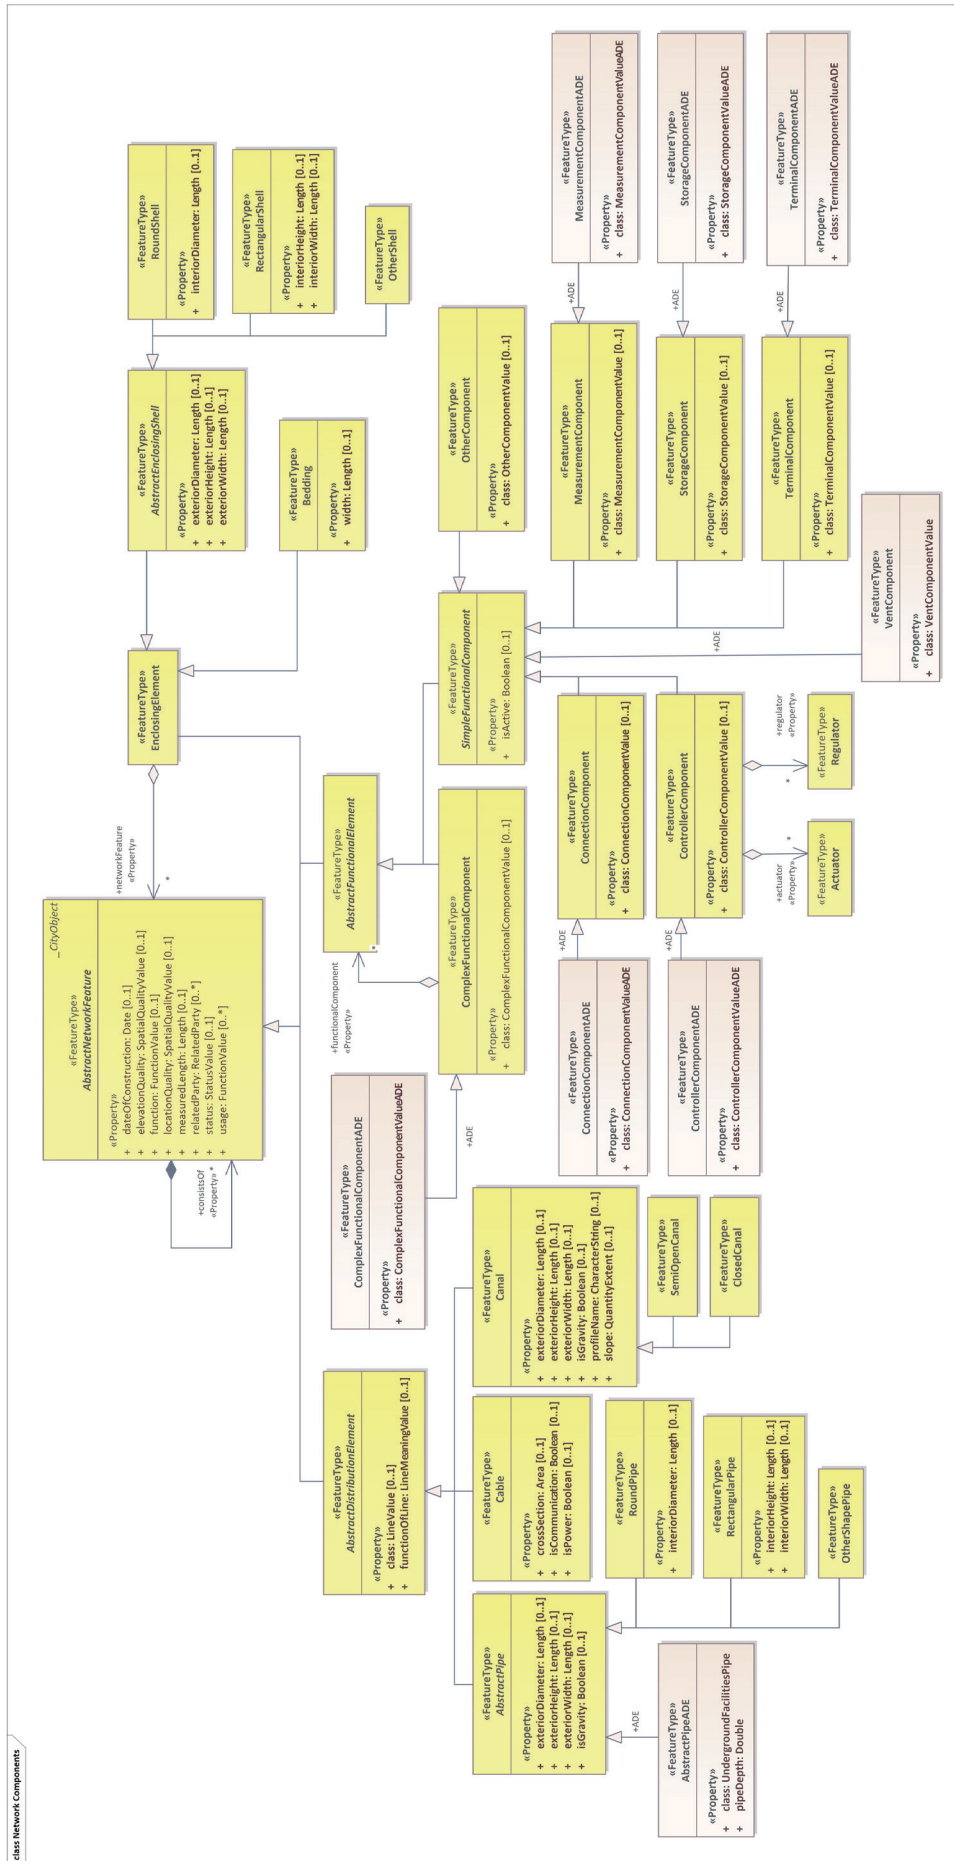 class Network Components
_CityObject
«FeatureType»
AbstractNetworkFeature
«Property»
+ dateOfConstruction: Date [0..1]
+ elevationQuality: SpatialQualityValue [0..1]
+ function: FunctionValue [0..1]
+ locationQuality: SpatialQualityValue [0..1]
+ measuredLength: Length [0..1]
+ relatedParty: RelatedParty [0..*]
+ status: StatusValue [0..1]
+ usage: FunctionValue [0..*]
+consistsOf
«Property» *
+networkFeature
«Property»
*
«FeatureType»
EnclosingElement
«FeatureType»
AbstractEnclosingShell
«Property»
+ exteriorDiameter: Length [0..1]
+ exteriorHeight: Length [0..1]
+ exteriorWidth: Length [0..1]
«FeatureType»
RoundShell
«Property»
+ interiorDiameter: Length [0..1]
«FeatureType»
RectangularShell
«Property»
+ interiorHeight: Length [0..1]
+ interiorWidth: Length [0..1]
«FeatureType»
OtherShell
«FeatureType»
Bedding
«Property»
+ width: Length [0..1]
«FeatureType»
AbstractDistributionElement
«Property»
+ class: LineValue [0..1]
+ functionOfLine: LineMeaningValue [0..1]
«FeatureType»
ComplexFunctionalComponentADE
«Property»
+ class: ComplexFunctionalComponentValueADE
+ADE
«FeatureType»
AbstractFunctionalElement
+functionalComponent
«Property»
*
«FeatureType»
AbstractPipe
«Property»
+ exteriorDiameter: Length [0..1]
+ exteriorHeight: Length [0..1]
+ exteriorWidth: Length [0..1]
+ isGravity: Boolean [0..1]
«FeatureType»
Cable
«Property»
+ crossSection: Area [0..1]
+ isCommunication: Boolean [0..1]
+ isPower: Boolean [0..1]
«FeatureType»
Canal
«Property»
+ exteriorDiameter: Length [0..1]
+ exteriorHeight: Length [0..1]
+ exteriorWidth: Length [0..1]
+ isGravity: Boolean [0..1]
+ profileName: CharacterString [0..1]
+ slope: QuantityExtent [0..1]
«FeatureType»
ComplexFunctionalComponent
«Property»
+ class: ComplexFunctionalComponentValue [0..1]
«FeatureType»
SimpleFunctionalComponent
«Property»
+ isActive: Boolean [0..1]
«FeatureType»
OtherComponent
«Property»
+ class: OtherComponentValue [0..1]
+ADE
«FeatureType»
AbstractPipeADE
«Property»
+ class: UndergroundFacilitiesPipe
+ pipeDepth: Double
«FeatureType»
RoundPipe
«Property»
+ interiorDiameter: Length [0..1]
«FeatureType»
RectangularPipe
«Property»
+ interiorHeight: Length [0..1]
+ interiorWidth: Length [0..1]
«FeatureType»
OtherShapePipe
«FeatureType»
SemiOpenCanal
«FeatureType»
ClosedCanal
«FeatureType»
ConnectionComponentADE
«Property»
+ class: ConnectionComponentValueADE
+ADE
«FeatureType»
ConnectionComponent
«Property»
+ class: ConnectionComponentValue [0..1]
«FeatureType»
ControllerComponentADE
«Property»
+ class: ControllerComponentValueADE
+ADE
«FeatureType»
ControllerComponent
«Property»
+ class: ControllerComponentValue [0..1]
+actuator
«Property»
*
«FeatureType»
Actuator
+regulator
«Property»
*
«FeatureType»
Regulator
+ADE
«FeatureType»
VentComponent
«Property»
+ class: VentComponentValue
«FeatureType»
MeasurementComponent
«Property»
+ class: MeasurementComponentValue [0..1]
+ADE
«FeatureType»
MeasurementComponentADE
«Property»
+ class: MeasurementComponentValueADE
«FeatureType»
StorageComponent
«Property»
+ class: StorageComponentValue [0..1]
+ADE
«FeatureType»
StorageComponentADE
«Property»
+ class: StorageComponentValueADE
«FeatureType»
TerminalComponent
«Property»
+ class: TerminalComponentValue [0..1]
+ADE
«FeatureType»
TerminalComponentADE
«Property»
+ class: TerminalComponentValueADE